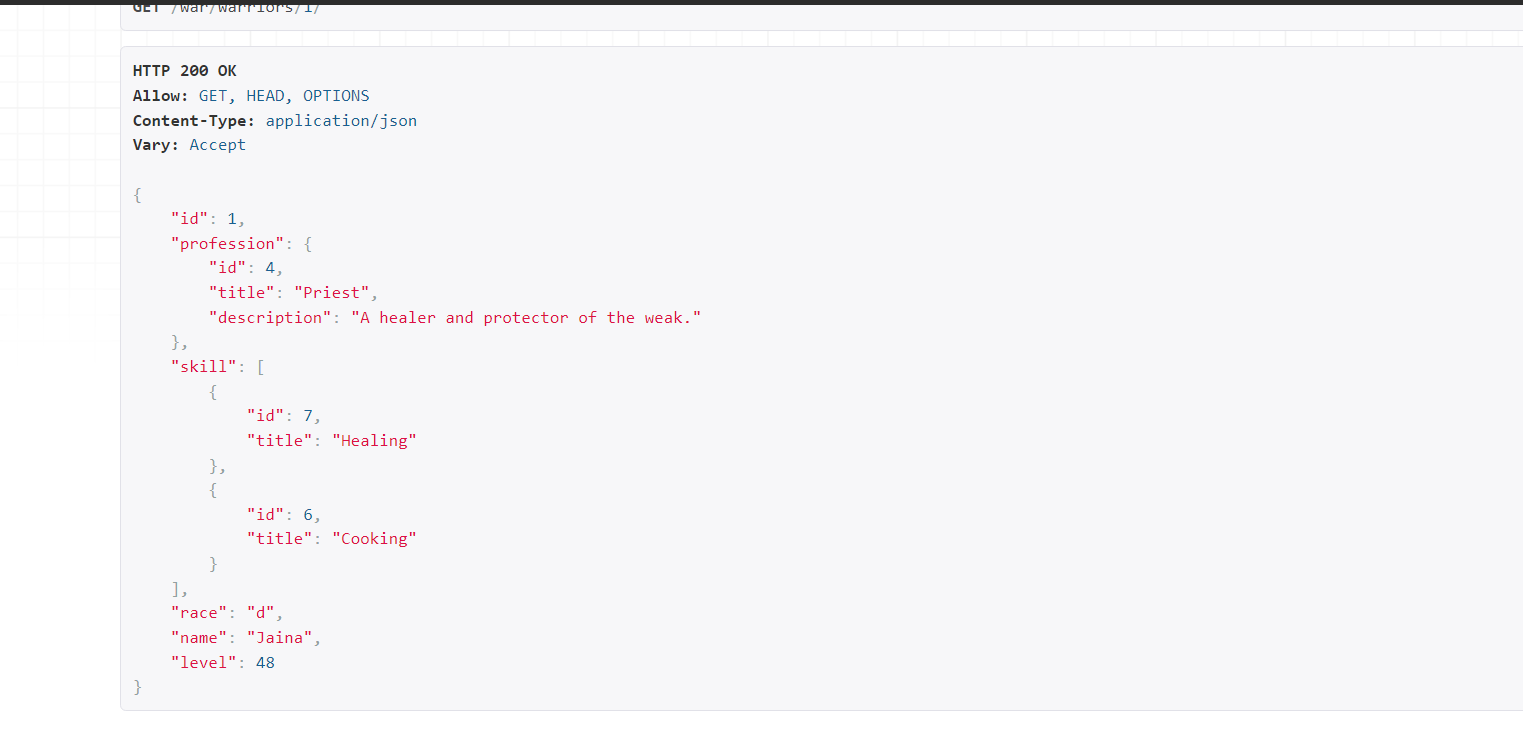 GET /war/warriors/1/
HTTP 200 OK
Allow: GET, HEAD, OPTIONS
Content-Type: application/json
Vary: Accept
{
    "id": 1,
    "profession": {
        "id": 4,
        "title": "Priest",
        "description": "A healer and protector of the weak."
    },
    "skill": [
        {
            "id": 7,
            "title": "Healing"
        },
        {
            "id": 6,
            "title": "Cooking"
        }
    ],
    "race": "d",
    "name": "Jaina",
    "level": 48
}